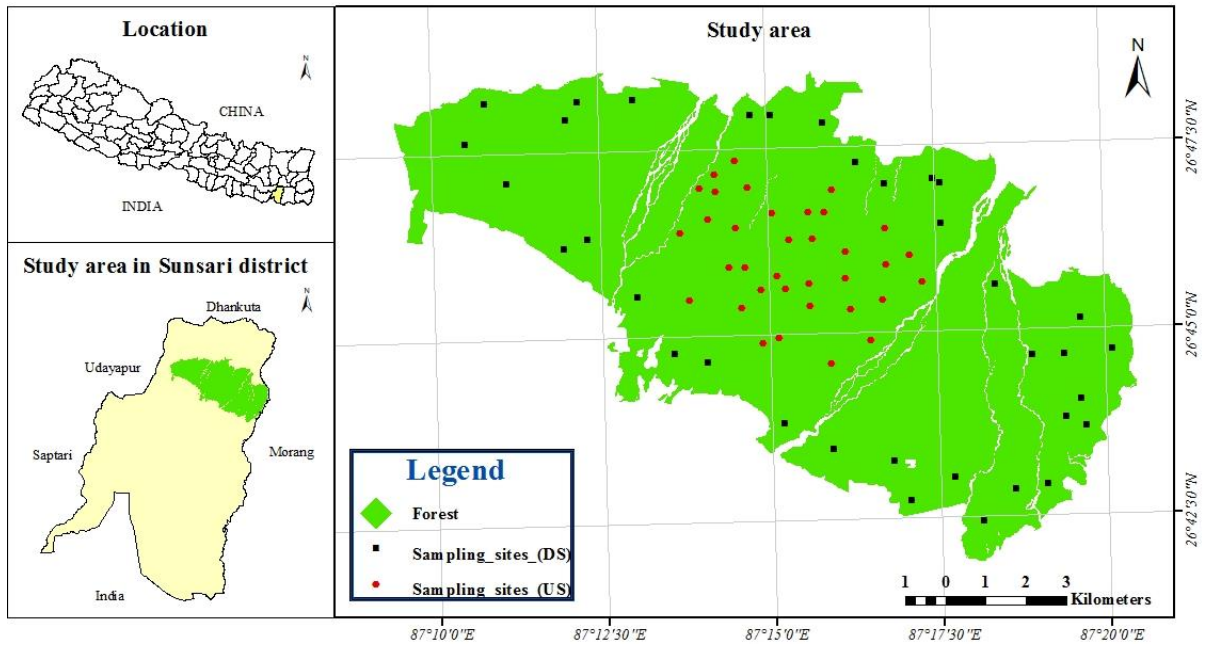 Location
N
CHINA
INDIA
Study area in Sunsari district
N
Dhankuta
Udayapur
Saptari
Morang
India
Study area
N
26°47'30"N
26°45'0"N
26°42'30"N
Legend
Forest
Sampling_sites_(DS)
Sampling_sites_(US)
1 0 1 2 3
Kilometers
87°10'0"E 87°12'30"E 87°15'0"E 87°17'30"E 87°20'0"E